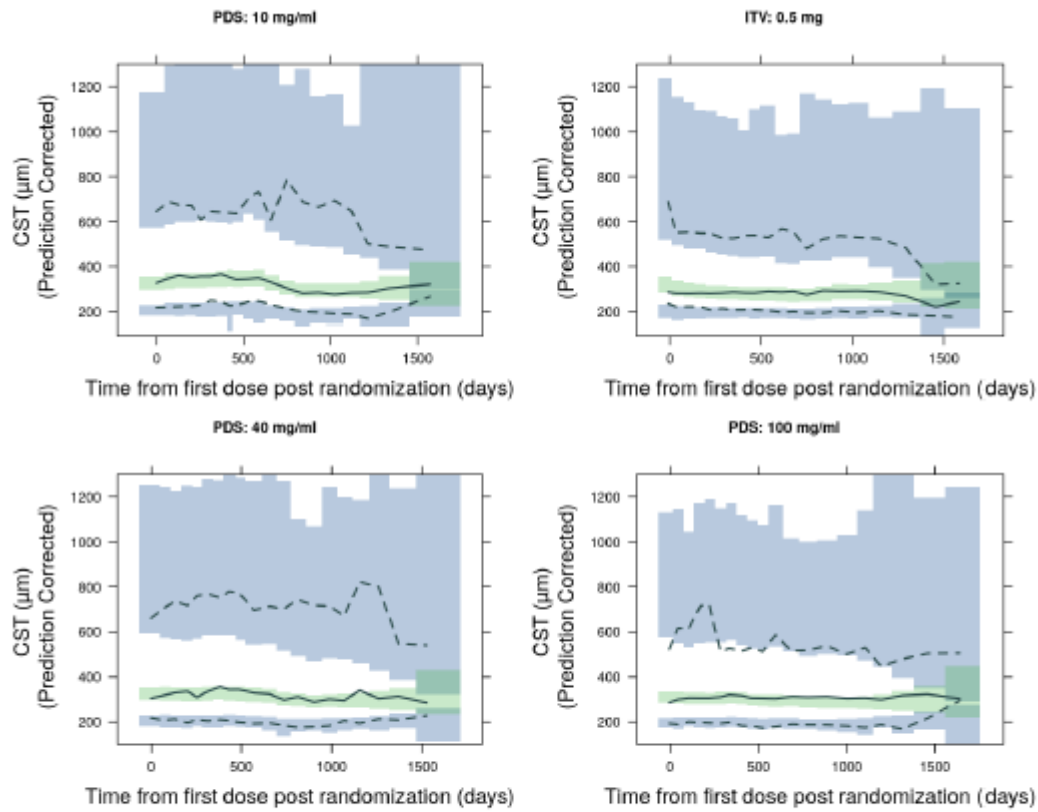 PDS: 10 mg/ml
1200
1000
800
600
400
200
CST (µm)
(Prediction Corrected)
0
500
1000
1500
Time from first dose post randomization (days)
ITV: 0.5 mg
1200
1000
800
600
400
200
CST (µm)
(Prediction Corrected)
0
500
1000
1500
Time from first dose post randomization (days)
PDS: 40 mg/ml
1200
1000
800
600
400
200
CST (µm)
(Prediction Corrected)
0
500
1000
1500
Time from first dose post randomization (days)
PDS: 100 mg/ml
1200
1000
800
600
400
200
CST (µm)
(Prediction Corrected)
0
500
1000
1500
Time from first dose post randomization (days)